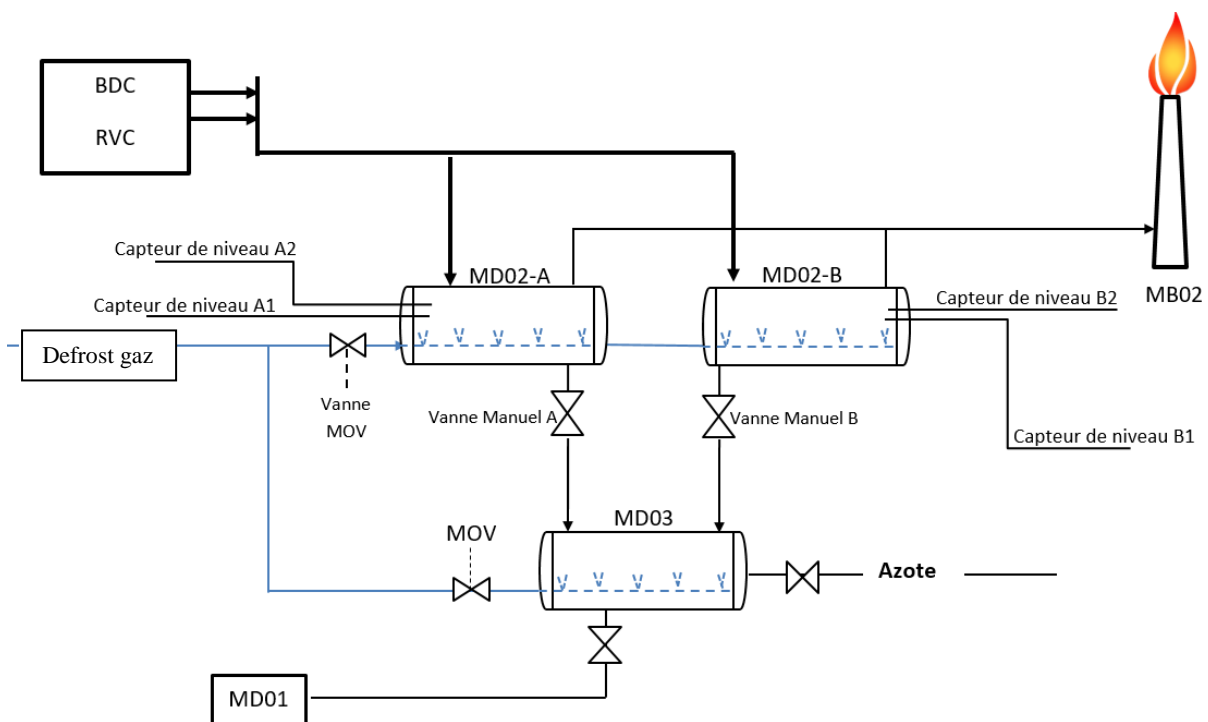 BDC
RVC
Capteur de niveau A2
MD02-A
MD02-B
Capteur de niveau A1
Capteur de niveau B2
MB02
Defrost gaz
Vanne
MOV
Vanne Manuel A
Vanne Manuel B
Capteur de niveau B1
MOV
MD03
Azote
MD01